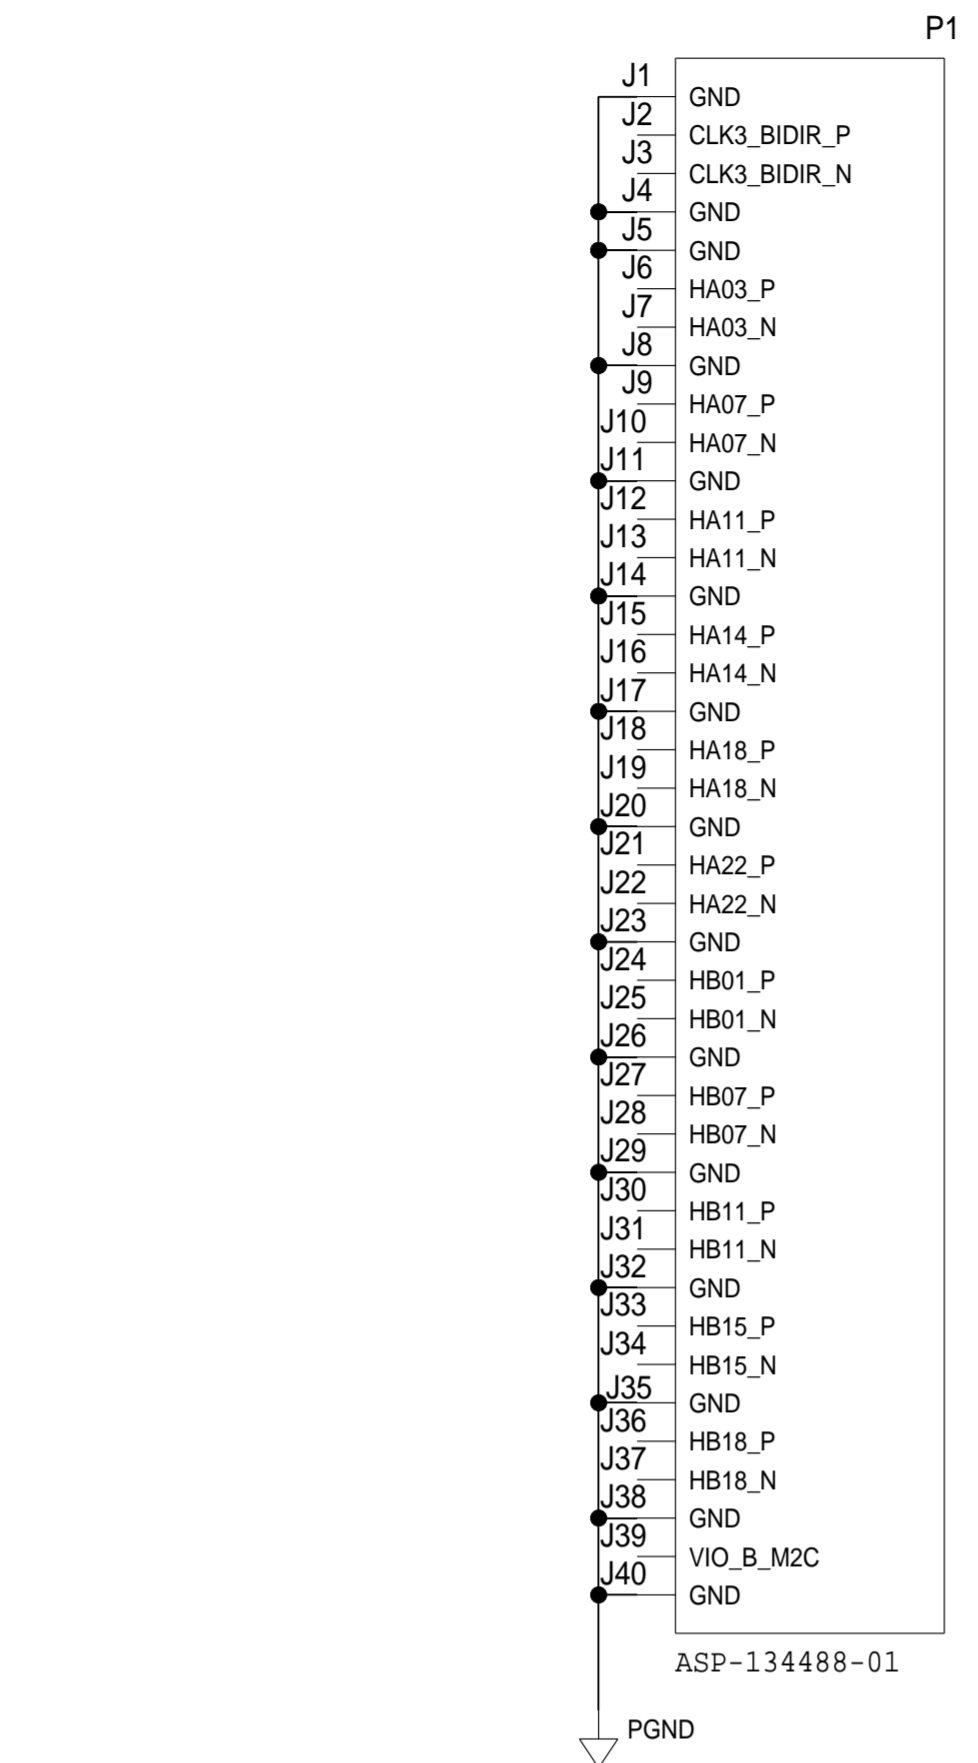 P1
J1 GND
J2 CLK3_BIDIR_P
J3 CLK3_BIDIR_N
J4 GND
J5 GND
J6 HA03_P
J7 HA03_N
J8 GND
J9 HA07_P
J10 HA07_N
J11 GND
J12 HA11_P
J13 HA11_N
J14 GND
J15 HA14_P
J16 HA14_N
J17 GND
J18 HA18_P
J19 HA18_N
J20 GND
J21 HA22_P
J22 HA22_N
J23 GND
J24 HB01_P
J25 HB01_N
J26 GND
J27 HB07_P
J28 HB07_N
J29 GND
J30 HB11_P
J31 HB11_N
J32 GND
J33 HB15_P
J34 HB15_N
J35 GND
J36 HB18_P
J37 HB18_N
J38 GND
J39 VIO_B_M2C
J40 GND
ASP-134488-01
PGND